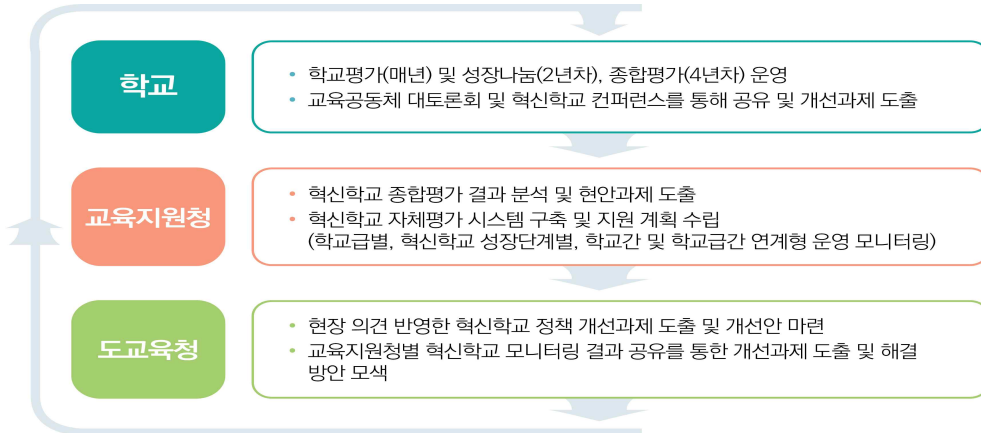 학교
• 학교평가(매년) 및 성장나눔(2년차), 종합평가(4년차) 운영
• 교육공동체 대토론회 및 혁신학교 컨퍼런스를 통해 공유 및 개선과제 도출
교육지원청
• 혁신학교 종합평가 결과 분석 및 현안과제 도출
• 혁신학교 자체평가 시스템 구축 및 지원 계획 수립
(학교급별, 혁신학교 성장단계별, 학교간 및 학교급간 연계형 운영 모니터링)
도교육청
• 현장 의견 반영한 혁신학교 정책 개선과제 도출 및 개선안 마련
• 교육지원청별 혁신학교 모니터링 결과 공유를 통한 개선과제 도출 및 해결
방안 모색